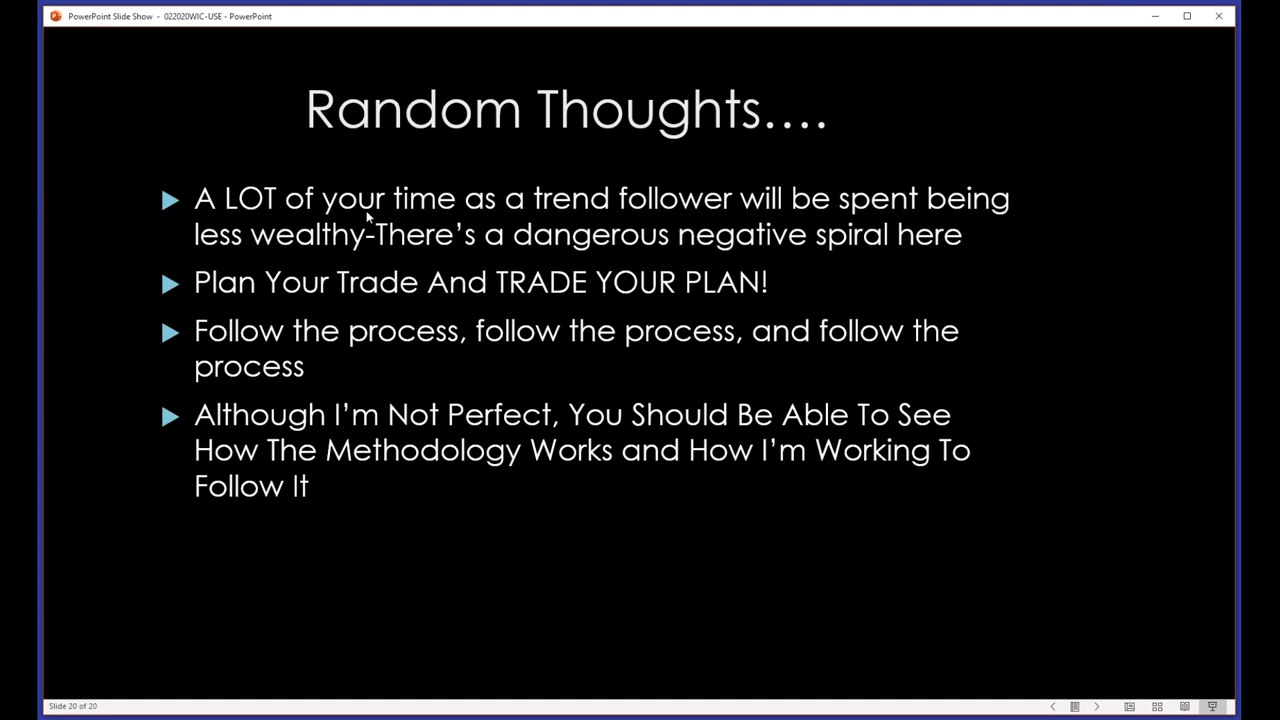 PowerPoint Slide Show - 022020WIC-USE - PowerPoint
Random Thoughts....
A LOT of your time as a trend follower will be spent being
less wealthy-There's a dangerous negative spiral here
Plan Your Trade And TRADE YOUR PLAN!
Follow the process, follow the process, and follow the
process
Although I'm Not Perfect, You Should Be Able To See
How The Methodology Works and How I'm Working To
Follow It
Slide 20 of 20